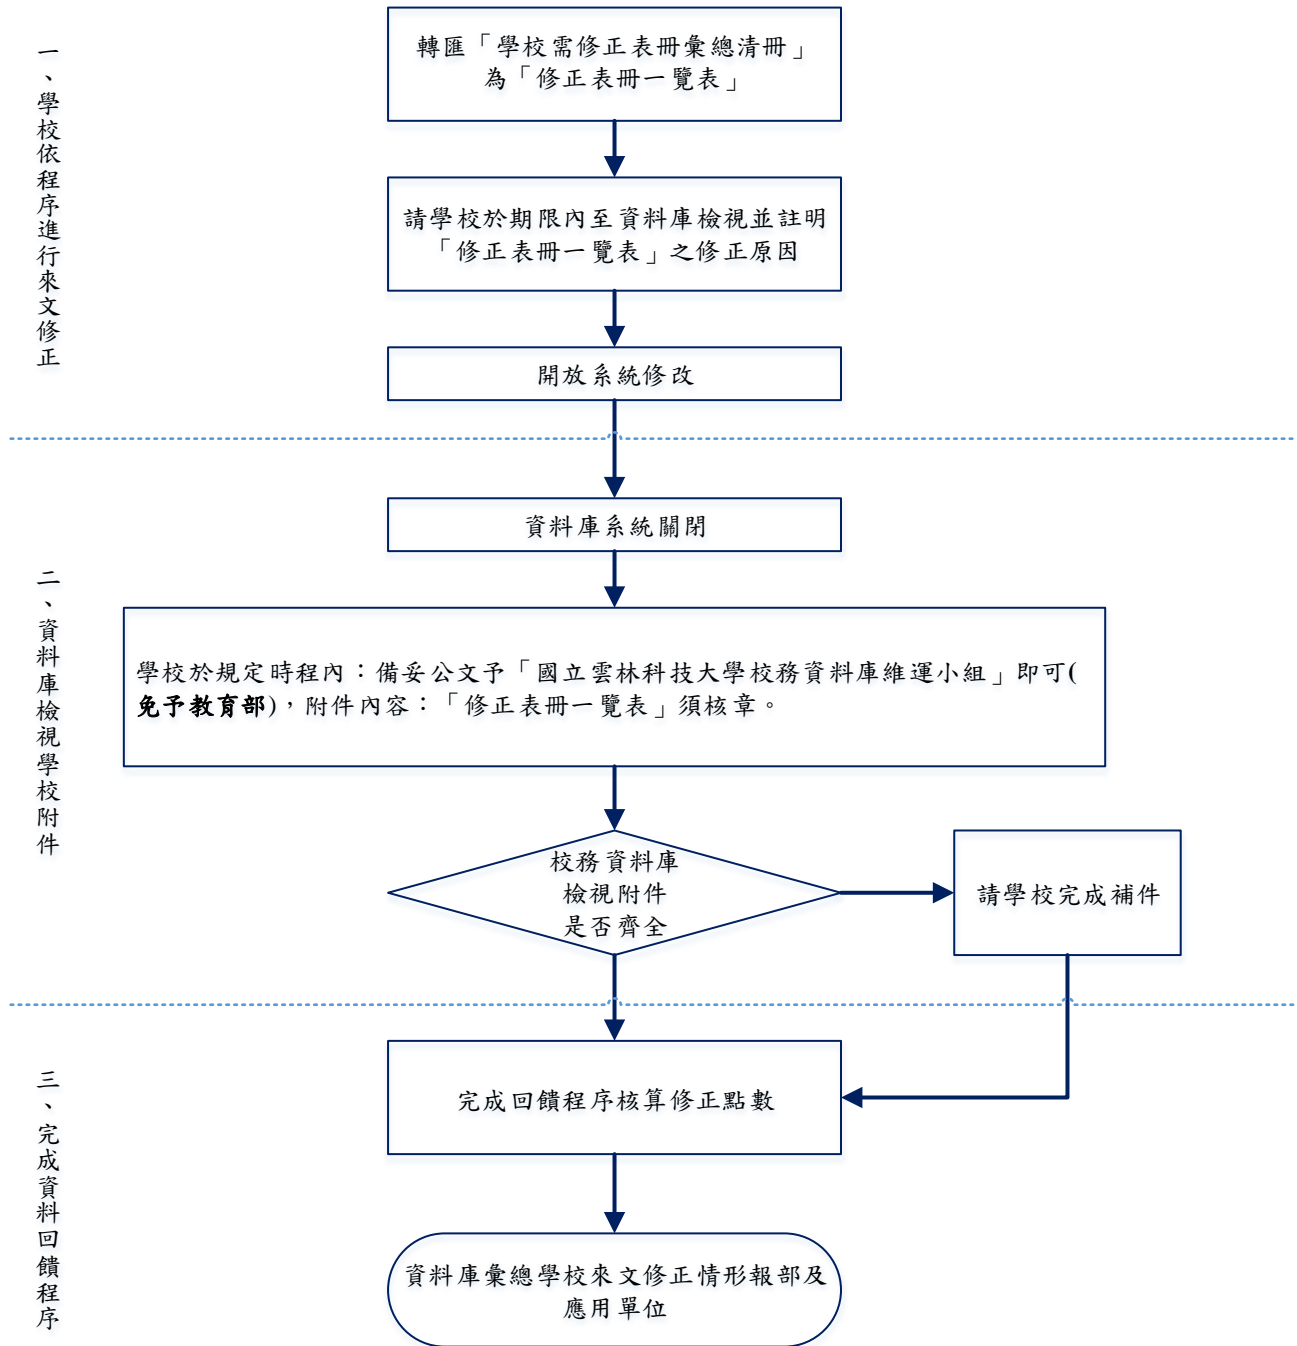 一、學校依程序進行來文修正
轉匯「學校需修正表冊彙總清冊」
為「修正表冊一覽表」
請學校於期限內至資料庫檢視並註明
「修正表冊一覽表」之修正原因
開放系統修改
二、資料庫檢視學校附件
資料庫系統關閉
學校於規定時程內：備妥公文予「國立雲林科技大學校務資料庫維運小組」即可(
免予教育部)，附件內容：「修正表冊一覽表」須核章。
校務資料庫
檢視附件
是否齊全
請學校完成補件
三、完成資料回饋程序
完成回饋程序核算修正點數
資料庫彙總學校來文修正情形報部及
應用單位